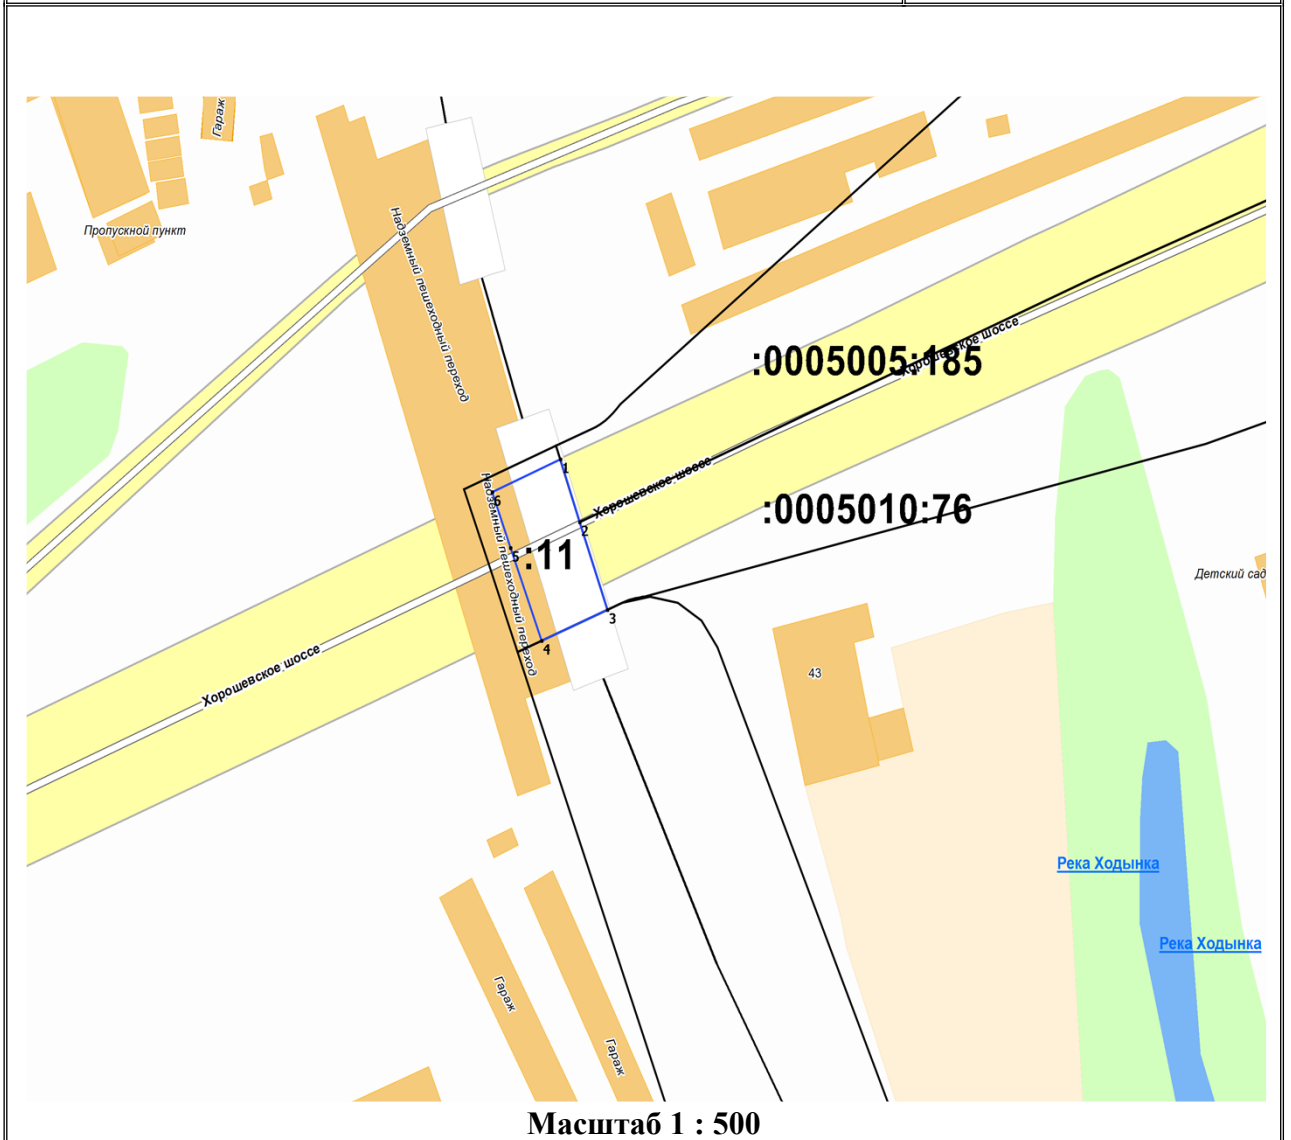 Гараж
Пропускной пункт
Надземный пешеходный переход
:0005005:185
Хорошевское шоссе
1
Хорошевское шоссе
6
Надземный пешеходный переход
2
:0005010:76
5
:11
Детский сад
3
4
Хорошевское шоссе
43
Река Ходынка
Река Ходынка
Гараж
Гараж
Масштаб 1 : 500